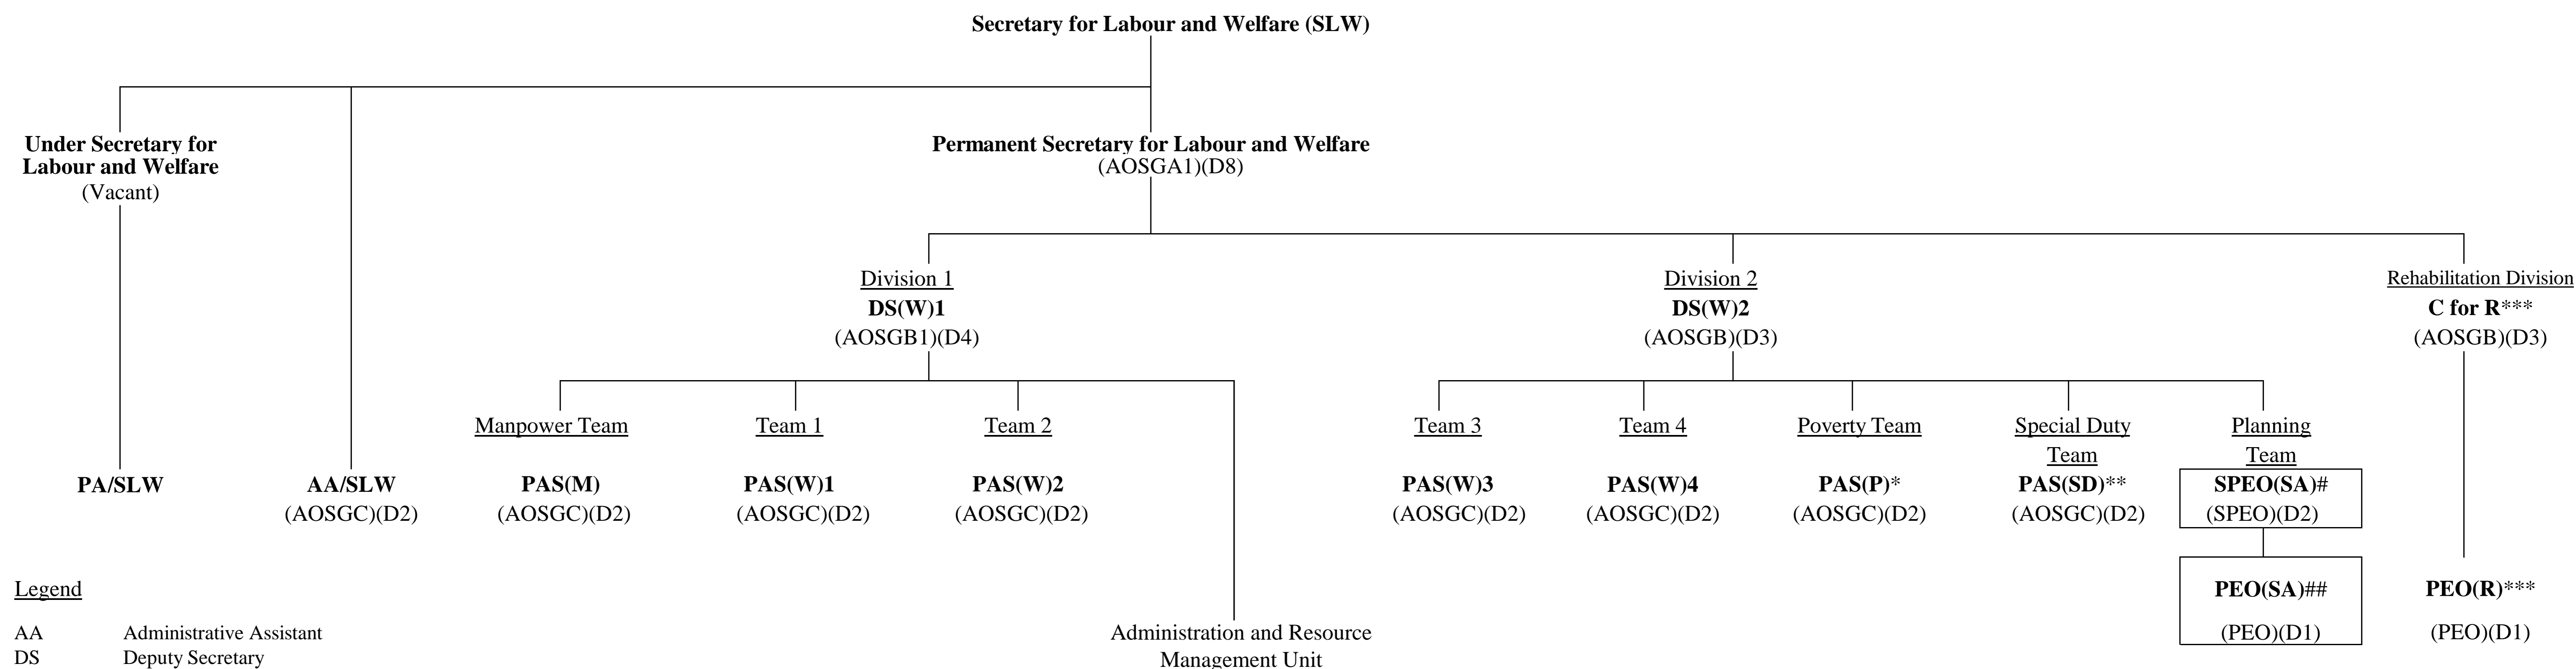 Secretary for Labour and Welfare (SLW)
Under Secretary for
Labour and Welfare
(Vacant)
Permanent Secretary for Labour and Welfare
(AOSGA1)(D8)
Division 1
DS(W)1
(AOSGB1)(D4)
Division 2
DS(W)2
(AOSGB)(D3)
Rehabilitation Division
C for R***
(AOSGB)(D3)
PA/SLW
AA/SLW
(AOSGC)(D2)
Manpower Team
PAS(M)
(AOSGC)(D2)
Team 1
PAS(W)1
(AOSGC)(D2)
Team 2
PAS(W)2
(AOSGC)(D2)
Team 3
PAS(W)3
(AOSGC)(D2)
Team 4
PAS(W)4
(AOSGC)(D2)
Poverty Team
PAS(P)*
(AOSGC)(D2)
Special Duty
Team
PAS(SD)**
(AOSGC)(D2)
Planning
Team
SPEO(SA)#
(SPEO)(D2)
PEO(SA)##
(PEO)(D1)
PEO(R)***
(PEO)(D1)
Administration and Resource
Management Unit
Legend
AA Administrative Assistant
DS Deputy Secretary